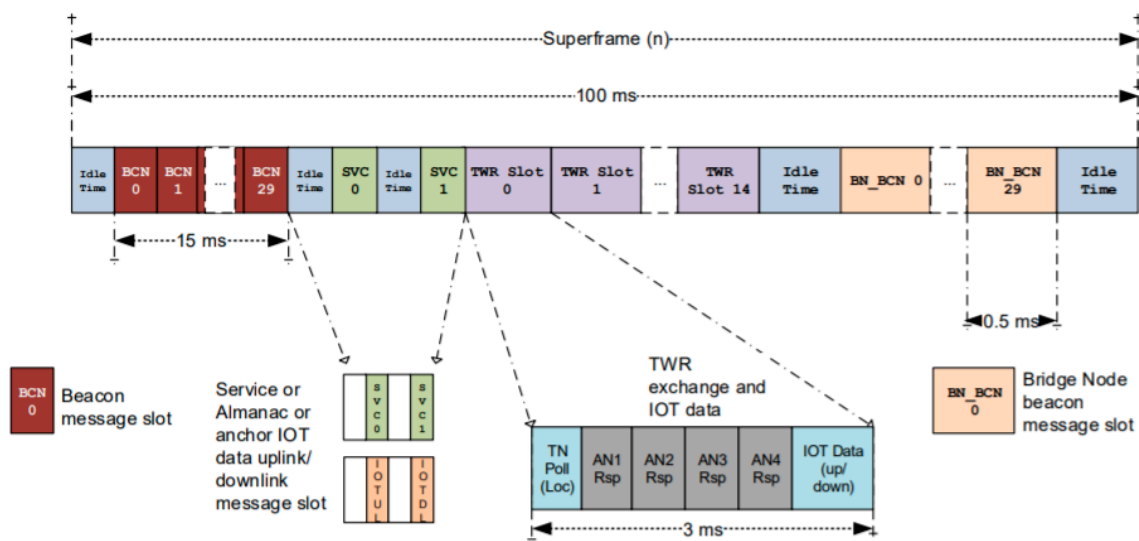 Superframe (n)
100 ms
Idle Time
BCN 0
BCN 1
...
BCN 29
Idle Time
SVC 0
Idle Time
SVC 1
TWR Slot 0
TWR Slot 1
...
TWR Slot 14
Idle Time
BN_BCN 0
...
BN_BCN 29
Idle Time
15 ms
0.5 ms
BCN 0
Beacon
message slot
Service or
Almanac or
anchor IOT
data uplink/
downlink
message slot
SVC0
SVC1
IOTUL
IOTDL
TWR
exchange and
IOT data
TN
Poll
(Loc)
AN1
Rsp
AN2
Rsp
AN3
Rsp
AN4
Rsp
IOT Data
(up/
down)
3 ms
BN_BCN
0
Bridge Node
beacon
message slot